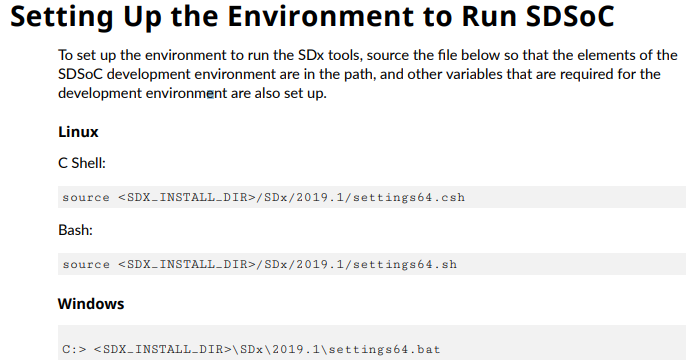 Setting Up the Environment to Run SDSoC
To set up the environment to run the SDx tools, source the file below so that the elements of the
SDSoC development environment are in the path, and other variables that are required for the
development environment are also set up.
Linux
C Shell:
source <SDX_INSTALL_DIR>/SDx/2019.1/settings64.csh
Bash:
source <SDX_INSTALL_DIR>/SDx/2019.1/settings64.sh
Windows
C:> <SDX_INSTALL_DIR>\SDx\2019.1\settings64.bat